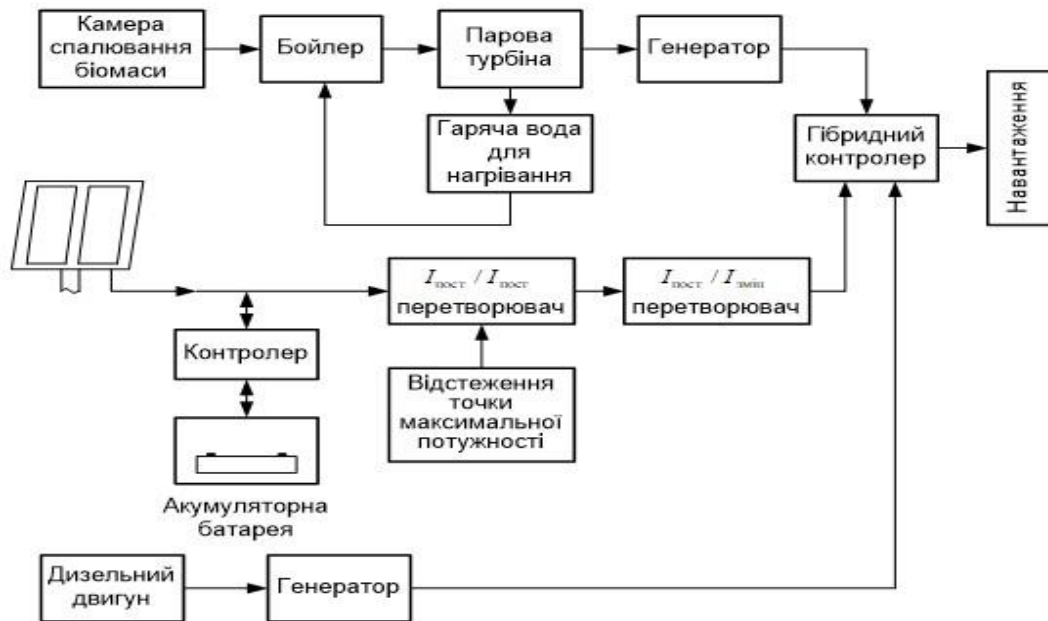 Камера
спалювання
біомаси
Бойлер
Парова
турбіна
Генератор
Гаряча вода
для
нагрівання
Гібридний
контролер
Навантаження
Iпост / Iпост
перетворювач
Iпост / Iзмін
перетворювач
Контролер
Відстеження
точки
максимальної
потужності
Акумуляторна
батарея
Дизельний
двигун
Генератор